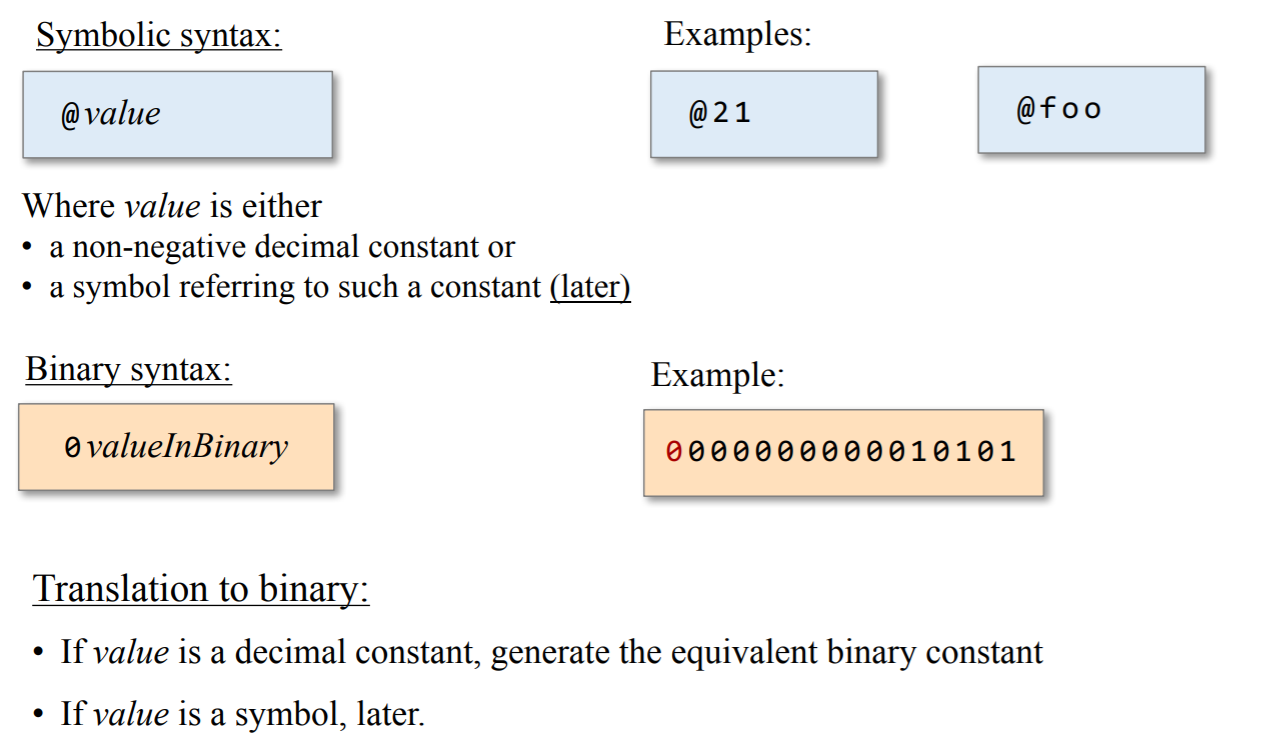 Symbolic syntax:
Examples:
@value
@21
@foo
Where value is either
• a non-negative decimal constant or
• a symbol referring to such a constant (later)
Binary syntax:
Example:
0valueInBinary
0000000000010101
Translation to binary:
• If value is a decimal constant, generate the equivalent binary constant
• If value is a symbol, later.